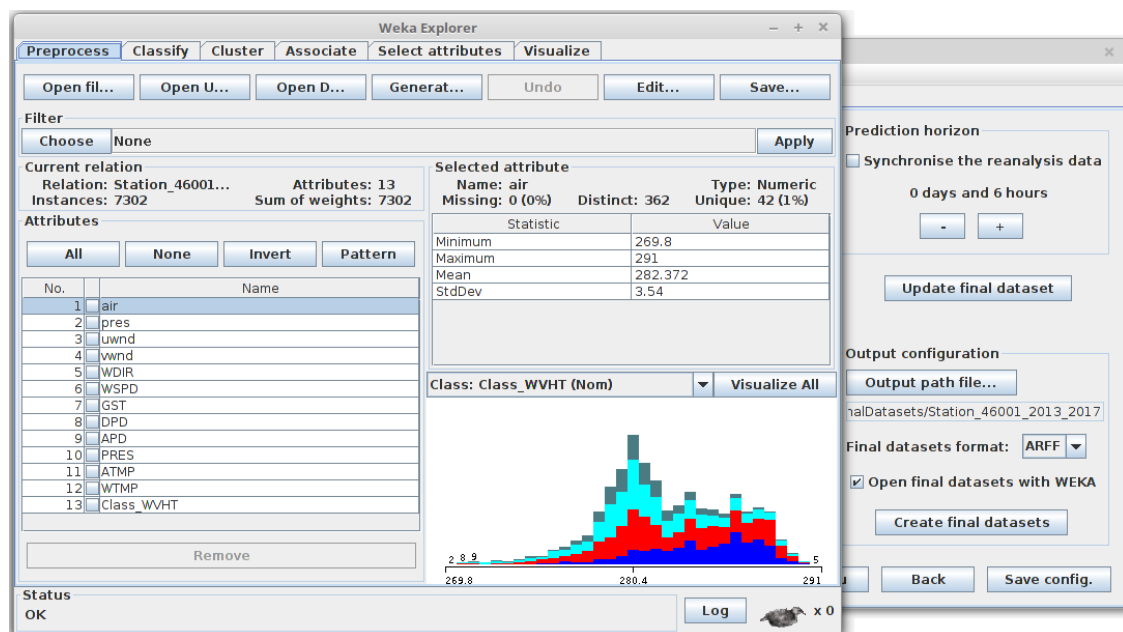 Weka Explorer
Preprocess Classify Cluster Associate Select attributes Visualize
Open fil... Open U... Open D... Generat... Undo Edit... Save...
Filter
Choose None Apply
Current relation
Relation: Station_46001... Attributes: 13
Instances: 7302 Sum of weights: 7302
Attributes
All None Invert Pattern
No. Name
1 air
2 pres
3 uwnd
4 vwnd
5 WDIR
6 WSPD
7 GST
8 DPD
9 APD
10 PRES
11 ATMP
12 WTMP
13 Class_WVHT
Remove
Selected attribute
Name: air Type: Numeric
Missing: 0 (0%) Distinct: 362 Unique: 42 (1%)
Statistic Value
Minimum 269.8
Maximum 291
Mean 282.372
StdDev 3.54
Class: Class_WVHT (Nom) Visualize All
2 8 9 5
269.8 280.4 291
Status
OK
Log x 0
Prediction horizon
Synchronise the reanalysis data
0 days and 6 hours
- +
Update final dataset
Output configuration
Output path file...
nalDatasets/Station_46001_2013_2017
Final datasets format: ARFF
Open final datasets with WEKA
Create final datasets
Back Save config.